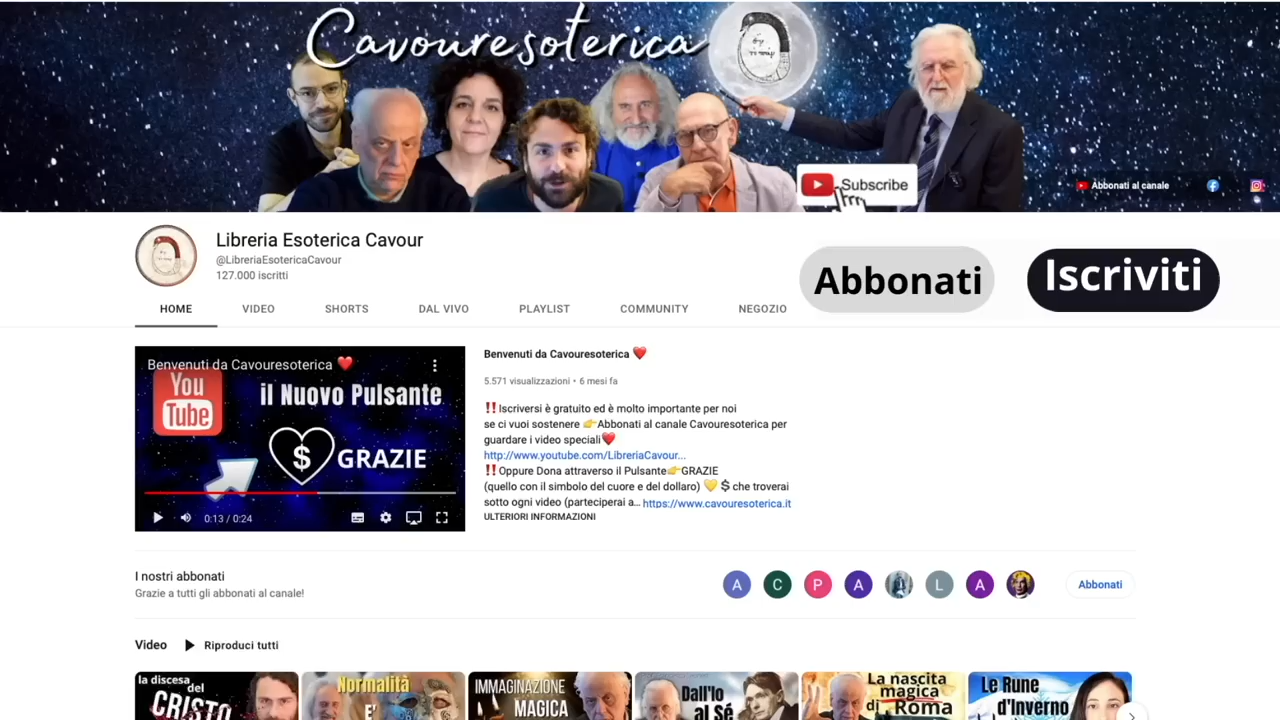 Cavouresoterica
Subscribe
Abbonati al canale
Libreria Esoterica Cavour
@LibreriaEsotericaCavour
127.000 iscritti
Abbonati
Iscriviti
HOME
VIDEO
SHORTS
DAL VIVO
PLAYLIST
COMMUNITY
NEGOZIO
Benvenuti da Cavouresoterica ❤️
You
Tube
il Nuovo Pulsante
$ GRAZIE
0:13 / 0:24
Benvenuti da Cavouresoterica ❤️
5.571 visualizzazioni • 6 mesi fa
‼️Iscriversi è gratuito ed è molto importante per noi
se ci vuoi sostenere 👉Abbonati al canale Cavouresoterica per
guardare i video speciali❤️
http://www.youtube.com/LibreriaCavour...
‼️Oppure Dona attraverso il Pulsante👉GRAZIE
(quello con il simbolo del cuore e del dollaro) 💛 $ che troverai
sotto ogni video (parteciperai a... https://www.cavouresoterica.it
ULTERIORI INFORMAZIONI
I nostri abbonati
Grazie a tutti gli abbonati al canale!
A
C
P
A
L
A
Abbonati
Video
Riproduci tutti
la discesa
del
CRISTO
Normalità
E'
IMMAGINAZIONE
MAGICA
Dall'Io
al Sé
La nascita
magica
di Roma
Le Rune
d'Inverno